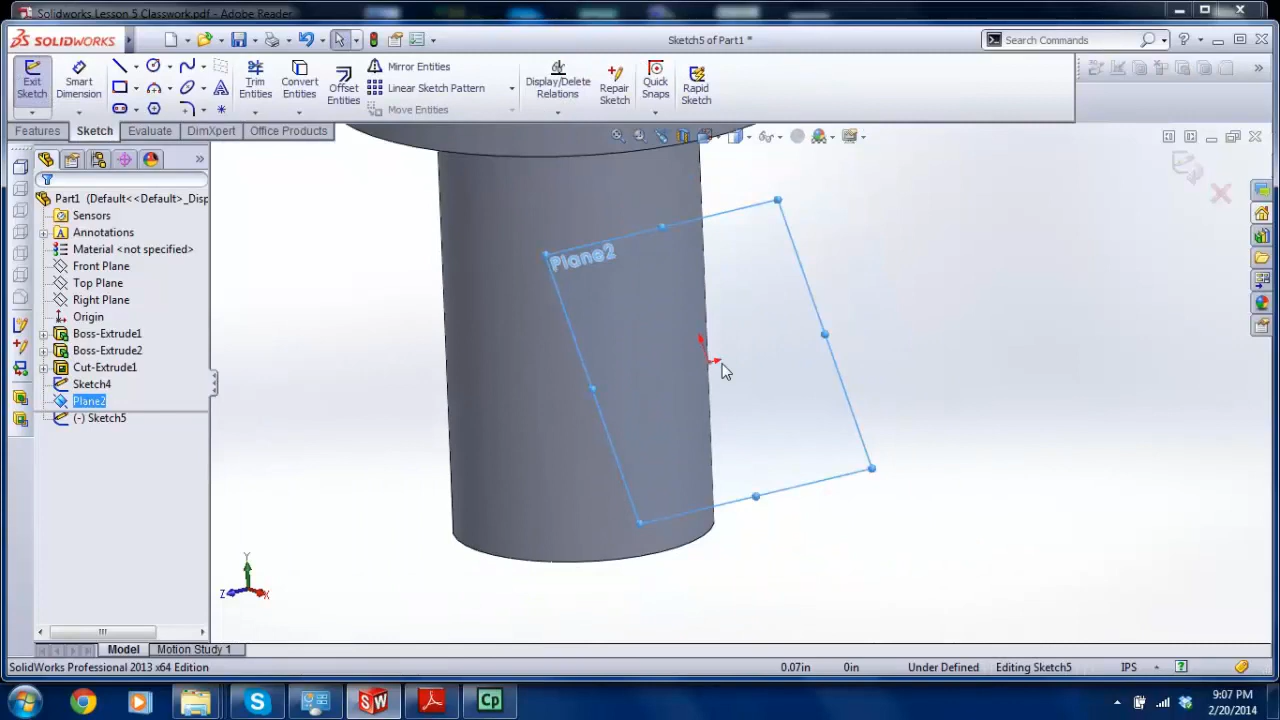 Solidworks Lesson 5 Classwork.pdf - Adobe Reader
SOLIDWORKS
Sketch5 of Part1 *
Search Commands
Exit Sketch
Smart Dimension
Trim Entities
Convert Entities
Offset Entities
Mirror Entities
Linear Sketch Pattern
Move Entities
Display/Delete Relations
Repair Sketch
Quick Snaps
Rapid Sketch
Features
Sketch
Evaluate
DimXpert
Office Products
Part1 (Default<<Default>_Disp
Sensors
Annotations
Material <not specified>
Front Plane
Top Plane
Right Plane
Origin
Boss-Extrude1
Boss-Extrude2
Cut-Extrude1
Sketch4
Plane2
(-) Sketch5
Plane2
Y
Z
X
Model
Motion Study 1
SolidWorks Professional 2013 x64 Edition
0.07in
0in
Under Defined
Editing Sketch5
IPS
9:07 PM
2/20/2014